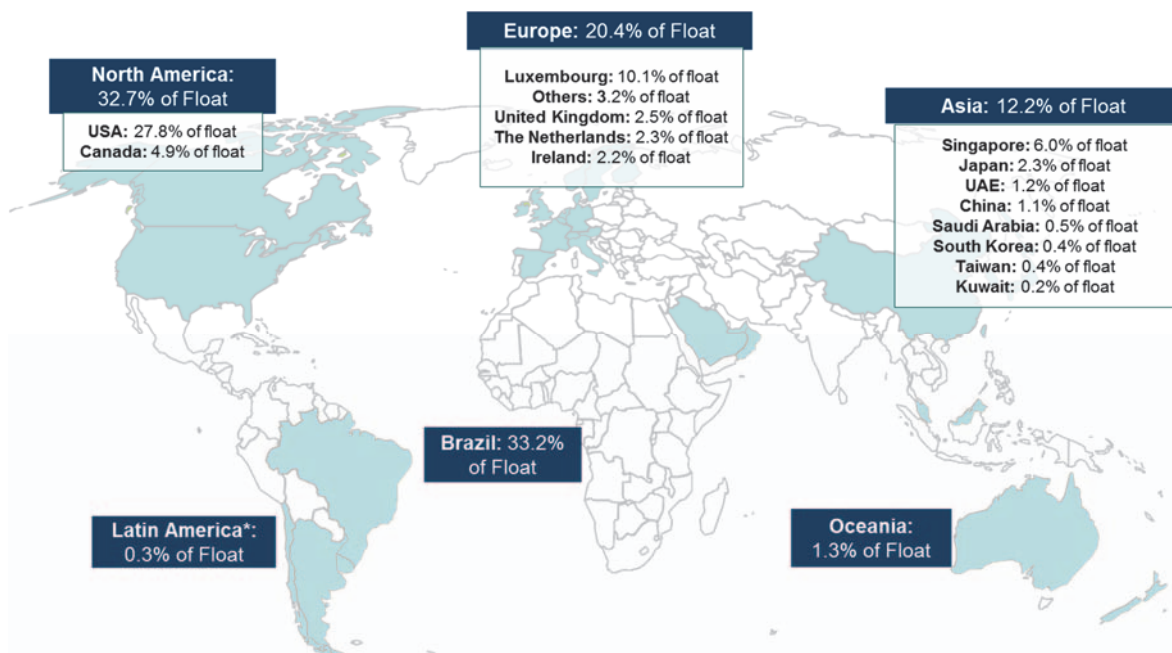 North America:
32.7% of Float
USA: 27.8% of float
Canada: 4.9% of float
Europe: 20.4% of Float
Luxembourg: 10.1% of float
Others: 3.2% of float
United Kingdom: 2.5% of float
The Netherlands: 2.3% of float
Ireland: 2.2% of float
Asia: 12.2% of Float
Singapore: 6.0% of float
Japan: 2.3% of float
UAE: 1.2% of float
China: 1.1% of float
Saudi Arabia: 0.5% of float
South Korea: 0.4% of float
Taiwan: 0.4% of float
Kuwait: 0.2% of float
Brazil: 33.2%
of Float
Latin America*:
0.3% of Float
Oceania:
1.3% of Float